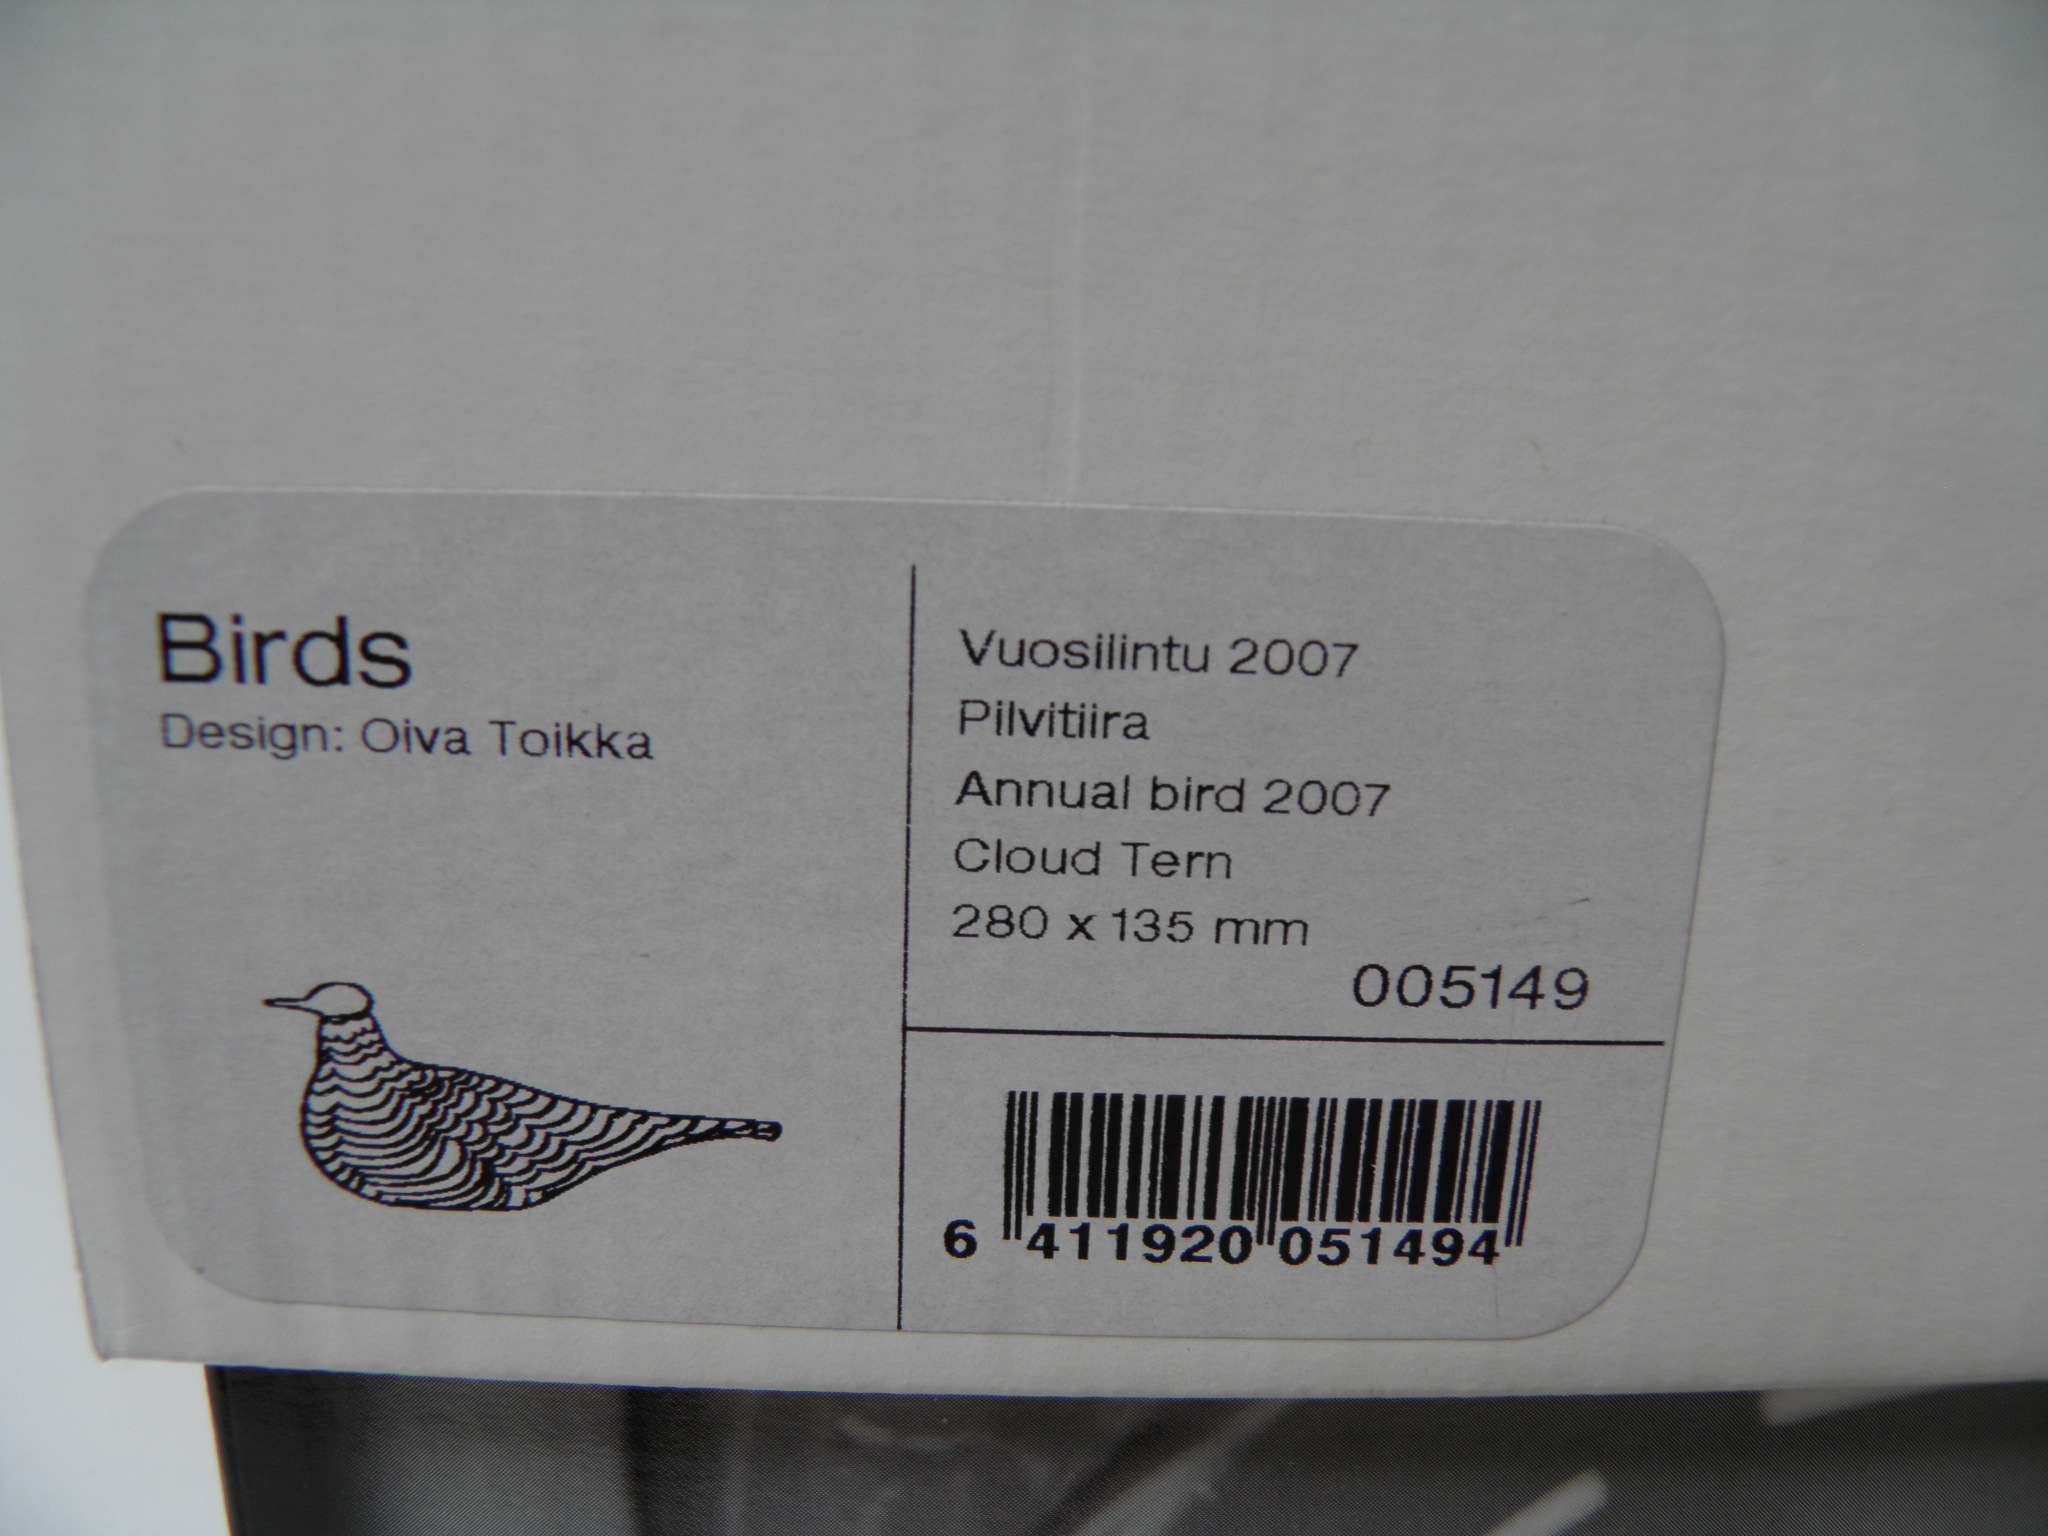 Birds
Design: Oiva Toikka
Vuosilintu 2007
Pilvitiira
Annual bird 2007
Cloud Tern
280 x 135 mm
005149
6 411920 051494